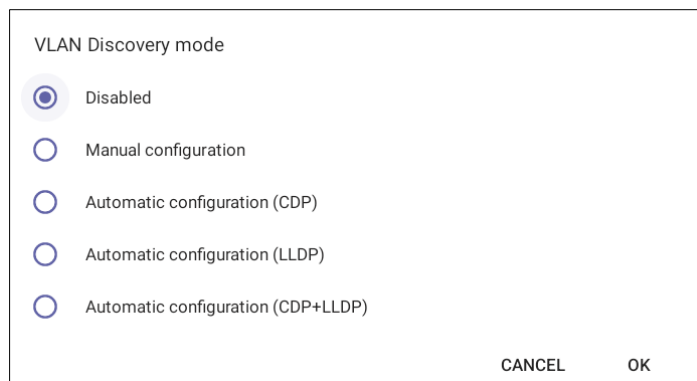 VLAN Discovery mode
Disabled
Manual configuration
Automatic configuration (CDP)
Automatic configuration (LLDP)
Automatic configuration (CDP+LLDP)
CANCEL OK